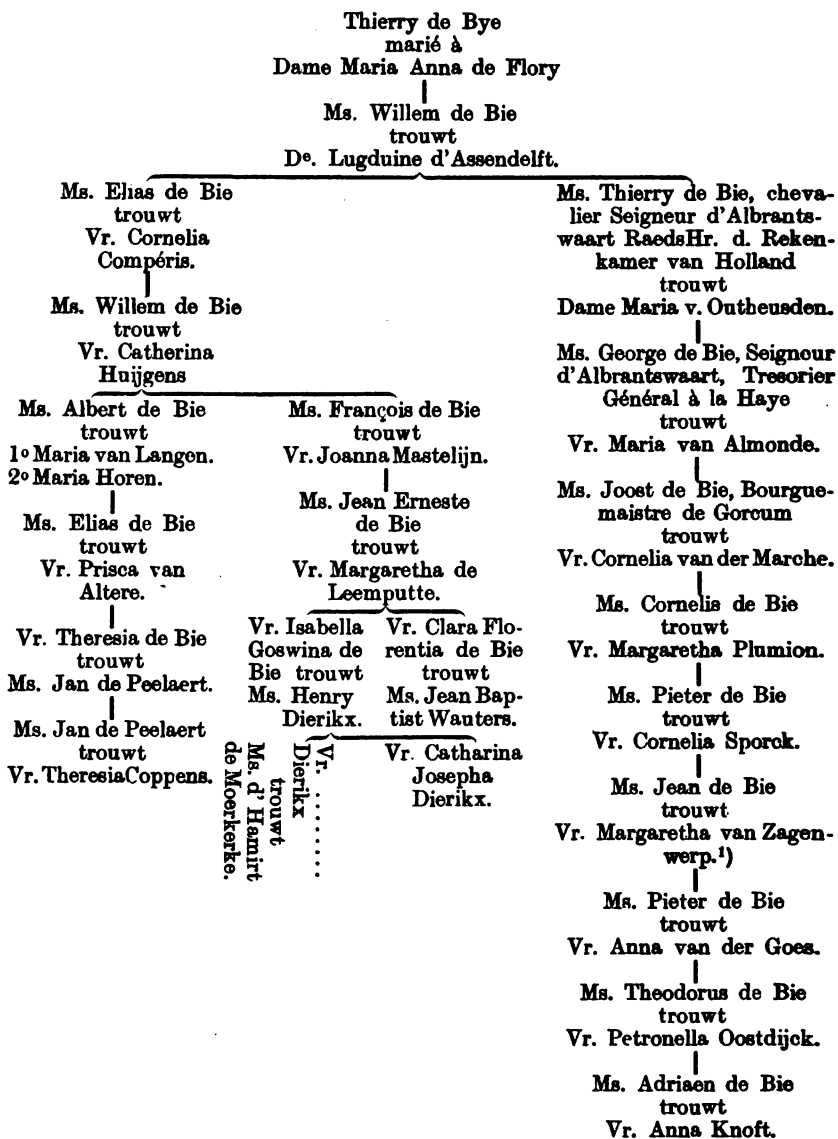 Thierry de Bye
marié à
Dame Maria Anna de Flory
Ms. Willem de Bie
trouwt
De. Lugduine d'Assendelft.
Ms. Elias de Bie
trouwt
Vr. Cornelia
Compéris.
Ms. Willem de Bie
trouwt
Vr. Catherina
Huijgens
Ms. Albert de Bie
trouwt
1o Maria van Langen.
2o Maria Horen.
Ms. Elias de Bie
trouwt
Vr. Prisca van
Altere.
Vr. Theresia de Bie
trouwt
Ms. Jan de Peelaert.
Ms. Jan de Peelaert
trouwt
Vr. Theresia Coppens.
Ms. François de Bie
trouwt
Vr. Joanna Mastelijn.
Ms. Jean Erneste
de Bie
trouwt
Vr. Margaretha de
Leemputte.
Vr. Isabella
Goswina de
Bie trouwt
Ms. Henry
Dierikx.
Vr. Clara Flo-
rentia de Bie
trouwt
Ms. Jean Bap-
tist Wauters.
Vr. ........
Dierikx
trouwt
Ms. d' Hamirt
de Moerkerke.
Vr. Catharina
Josepha
Dierikx.
Ms. Thierry de Bie, cheva-
lier Seigneur d'Albrants-
waart RaedsHr. d. Reken-
kamer van Holland
trouwt
Dame Maria v. Outheusden.
Ms. George de Bie, Seigneur
d'Albrantswaart, Tresorier
Général à la Haye
trouwt
Vr. Maria van Almonde.
Ms. Joost de Bie, Bourgue-
maistre de Gorcum
trouwt
Vr. Cornelia van der Marche.
Ms. Cornelis de Bie
trouwt
Vr. Margaretha Plumion.
Ms. Pieter de Bie
trouwt
Vr. Cornelia Sporck.
Ms. Jean de Bie
trouwt
Vr. Margaretha van Zagen-
werp.¹)
Ms. Pieter de Bie
trouwt
Vr. Anna van der Goes.
Ms. Theodorus de Bie
trouwt
Vr. Petronella Oostdijck.
Ms. Adriaen de Bie
trouwt
Vr. Anna Knoft.